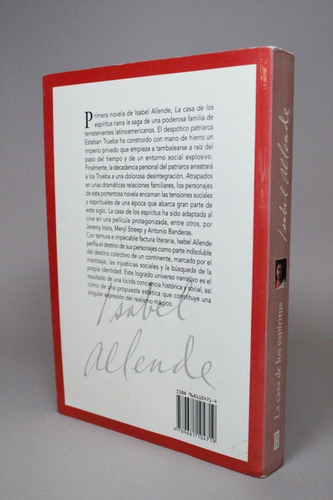 Primera novela de Isabel Allende, La casa de los
espíritus narra la saga de una poderosa familia de
terratenientes latinoamericanos. El despótico patriarca
Esteban Trueba ha construido con mano de hierro un
imperio privado que empieza a tambalearse a raíz del
paso del tiempo y de un entorno social explosivo.
Finalmente, la decadencia personal del patriarca arrastrará
a los Trueba a una dolorosa desintegración. Atrapados en
unas dramáticas relaciones familiares, los personajes de
esta portentosa novela encarnan las tensiones sociales
y espirituales de una época que abarca gran parte de
este siglo. La casa de los espíritus ha sido adaptada al
cine en una película protagonizada, entre otros, por
Jeremy Irons, Meryl Streep y Antonio Banderas.
Con ternura e impecable factura literaria, Isabel Allende
perfila el destino de sus personajes como parte indisoluble
del destino colectivo de un continente, marcado por el
mestizaje, las injusticias sociales y la búsqueda de la
propia identidad. Este logrado universo narrativo es el
resultado de una lúcida conciencia histórica y social, así
como de una propuesta estética que constituye una
singular expresión del realismo mágico.
Isabel
Allende
ISBN 968110471-4
Isabel Allende
La casa de los espíritus